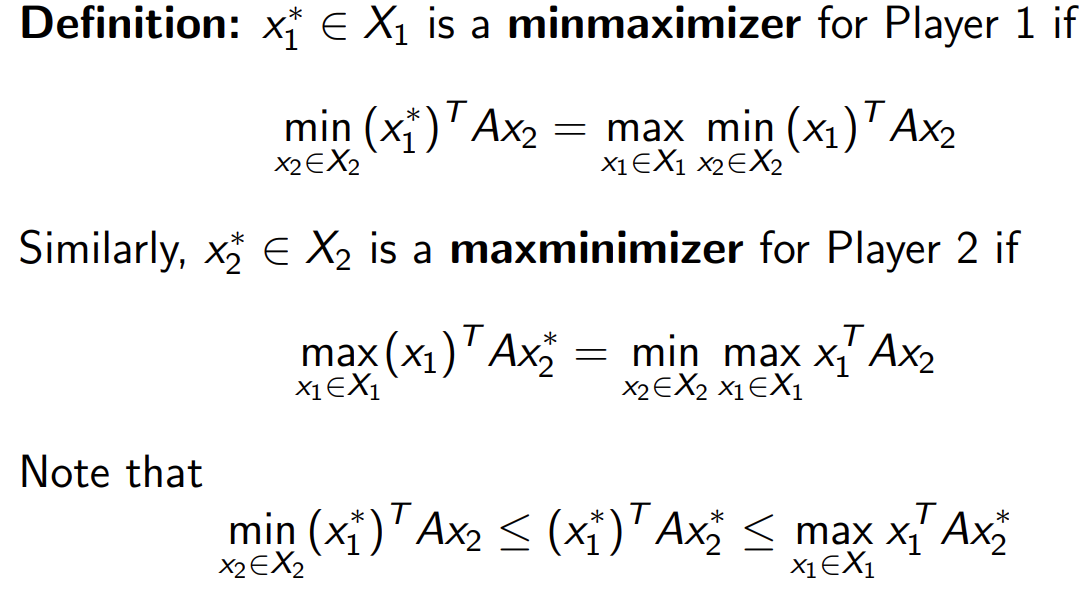 Definition: $x_1^* \in X_1$ is a minmaximizer for Player 1 if
$\min_{x_2 \in X_2} (x_1^*)^T A x_2 = \max_{x_1 \in X_1} \min_{x_2 \in X_2} (x_1)^T A x_2$
Similarly, $x_2^* \in X_2$ is a maxminimizer for Player 2 if
$\max_{x_1 \in X_1} (x_1)^T A x_2^* = \min_{x_2 \in X_2} \max_{x_1 \in X_1} x_1^T A x_2$
Note that
$\min_{x_2 \in X_2} (x_1^*)^T A x_2 \leq (x_1^*)^T A x_2^* \leq \max_{x_1 \in X_1} x_1^T A x_2^*$